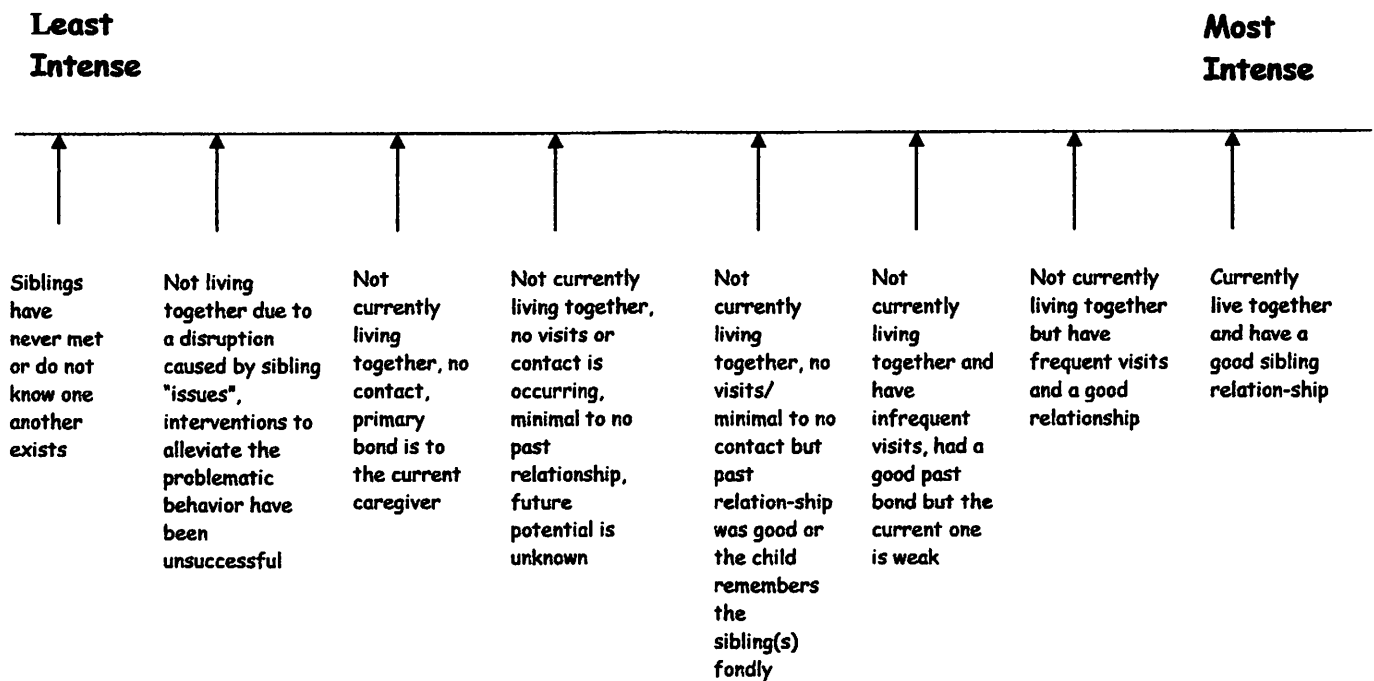 Least
Intense
Most
Intense
Siblings
have
never met
or do not
know one
another
exists
Not living
together due to
a disruption
caused by sibling
"issues",
interventions to
alleviate the
problematic
behavior have
been
unsuccessful
Not
currently
living
together, no
contact,
primary
bond is to
the current
caregiver
Not currently
living together,
no visits or
contact is
occurring,
minimal to no
past
relationship,
future
potential is
unknown
Not
currently
living
together, no
visits/
minimal to no
contact but
past
relation-ship
was good or
the child
remembers
the
sibling(s)
fondly
Not
currently
living
together and
have
infrequent
visits, had a
good past
bond but the
current one
is weak
Not currently
living together
but have
frequent visits
and a good
relationship
Currently
live together
and have a
good sibling
relation-ship